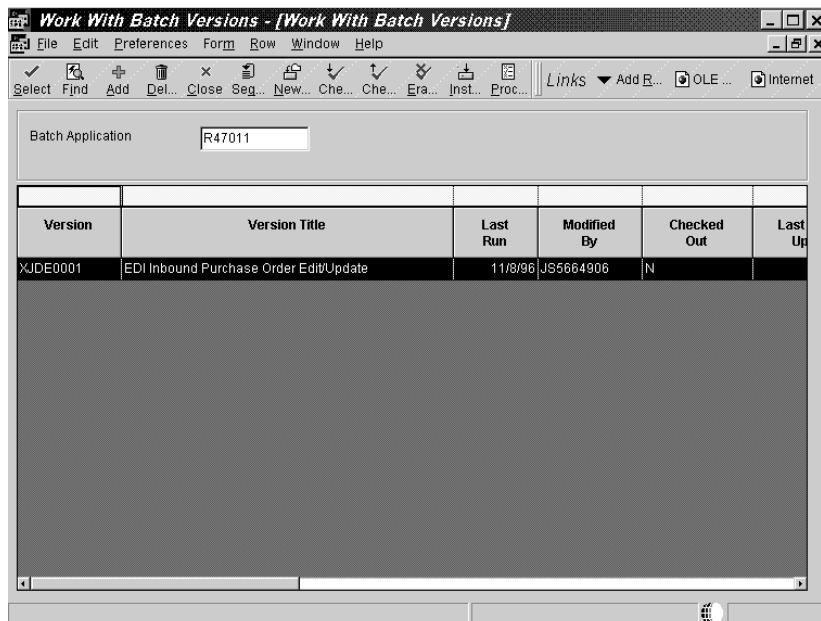 Work With Batch Versions - [Work With Batch Versions]
File Edit Preferences Form Row Window Help
Select Find Add Del... Close Seq... New... Che... Che... Era... Inst... Proc... Links Add R... OLE ... Internet
Batch Application R47011
Version Version Title Last Run Modified By Checked Out Last Up
XJDE0001 EDI Inbound Purchase Order Edit/Update 11/8/96 JS5664906 N